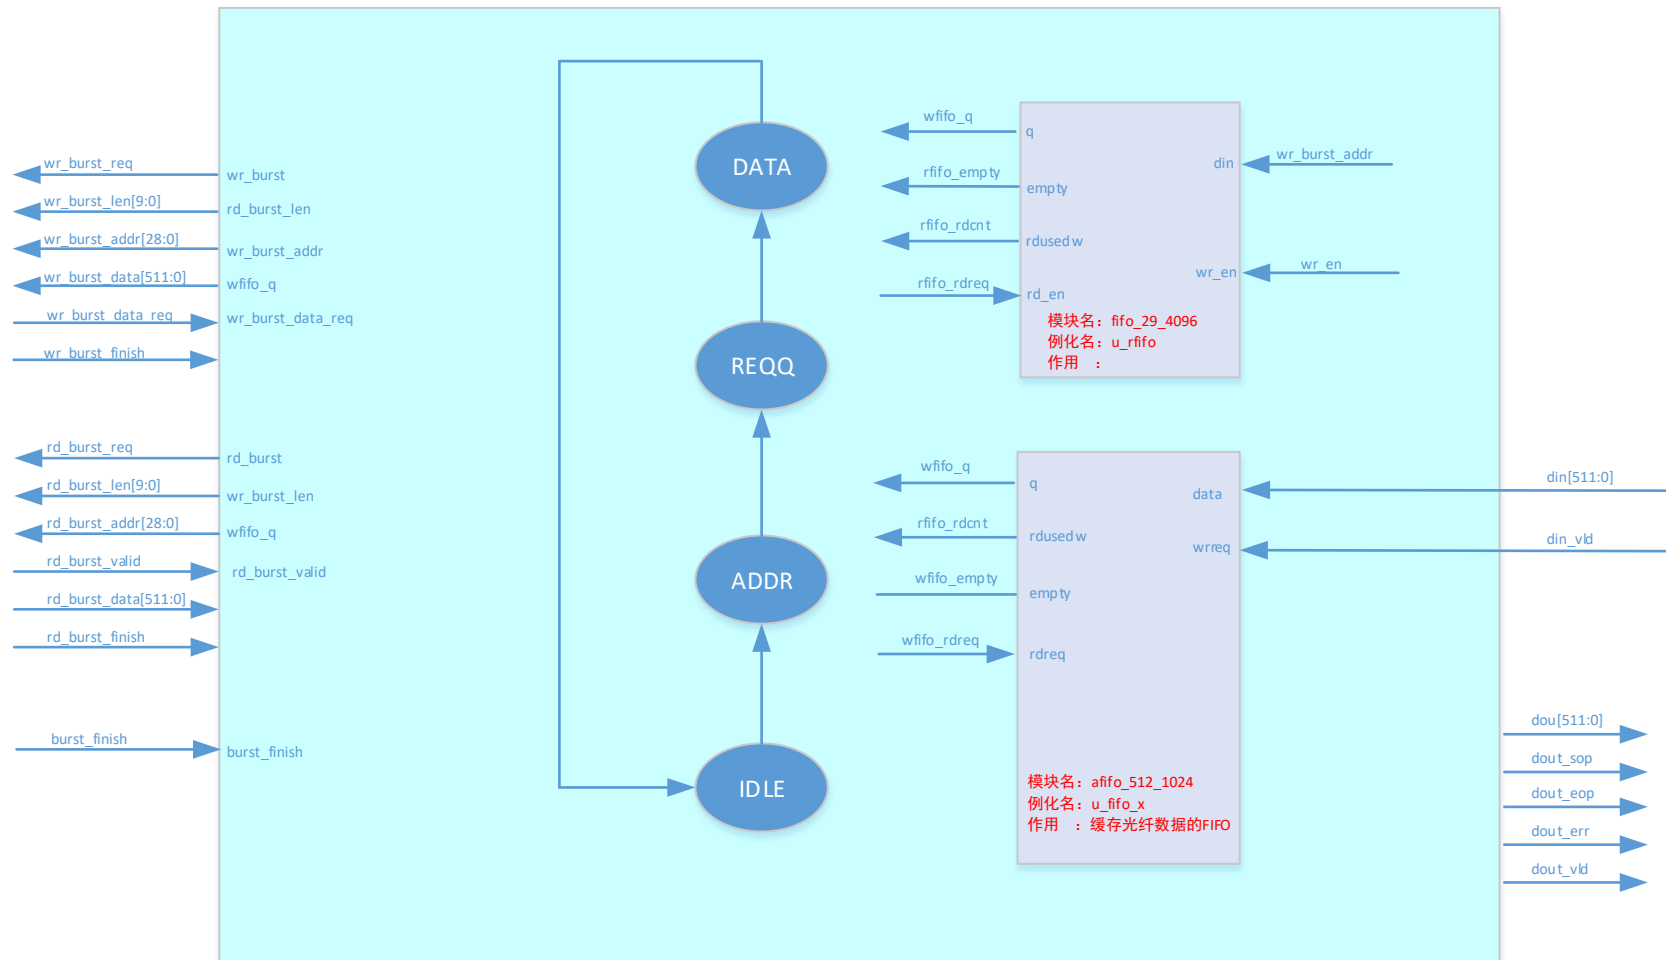 wr_burst_req
wr_burst
wr_burst_len[9:0]
rd_burst_len
wr_burst_addr[28:0]
wr_burst_addr
wr_burst_data[511:0]
wfifo_q
wr_burst_data_req
wr_burst_data_req
wr_burst_finish
rd_burst_req
rd_burst
rd_burst_len[9:0]
wr_burst_len
rd_burst_addr[28:0]
wfifo_q
rd_burst_valid
rd_burst_valid
rd_burst_data[511:0]
rd_burst_finish
burst_finish
burst_finish
DATA
REQQ
ADDR
IDLE
wfifo_q
q
rfifo_empty
empty
rfifo_rdcnt
rdusedw
rfifo_rdreq
rd_en
din
wr_burst_addr
wr_en
wr_en
模块名：fifo_29_4096
例化名：u_rfifo
作用 ：
wfifo_q
q
rfifo_rdcnt
rdusedw
wfifo_empty
empty
wfifo_rdreq
rdreq
data
din[511:0]
wrreq
din_vld
模块名：afifo_512_1024
例化名：u_fifo_x
作用 ：缓存光纤数据的FIFO
dou[511:0]
dout_sop
dout_eop
dout_err
dout_vld